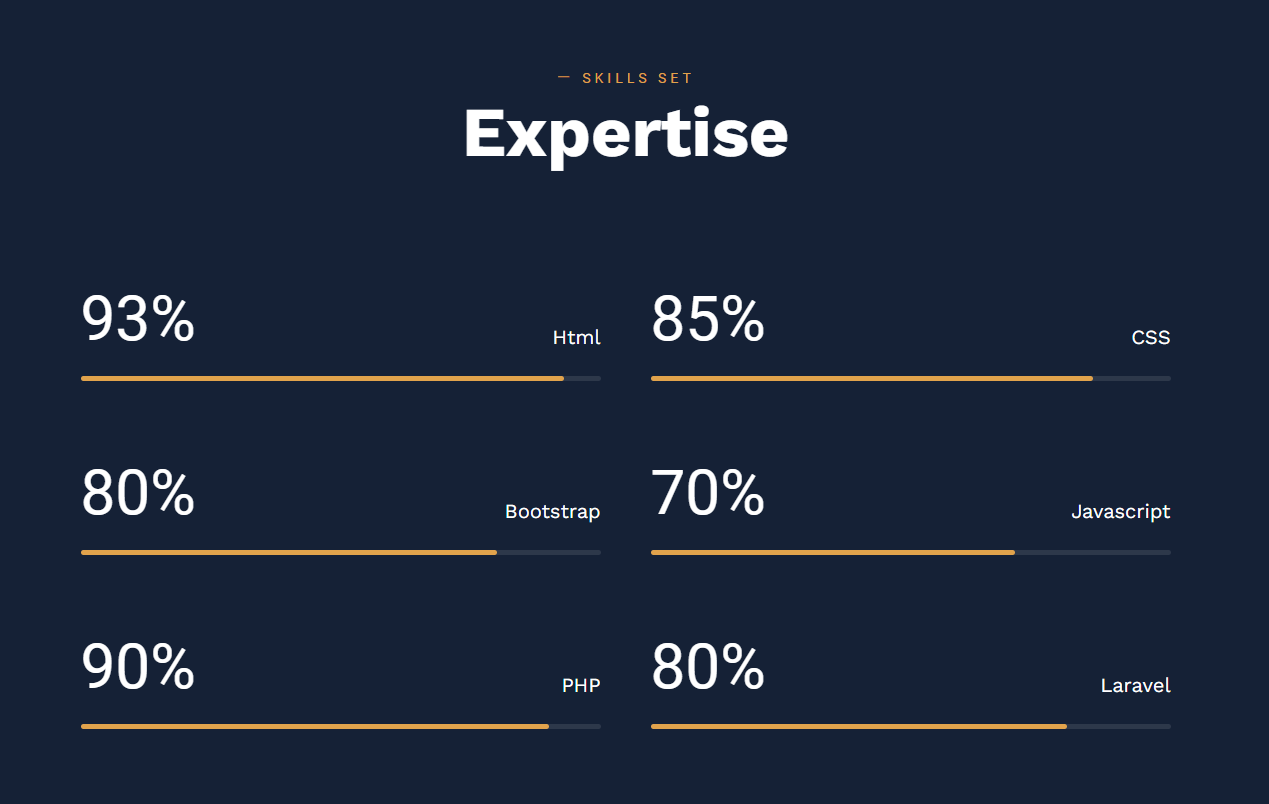 — SKILLS SET
Expertise
93% Html
85% CSS
80% Bootstrap
70% Javascript
90% PHP
80% Laravel